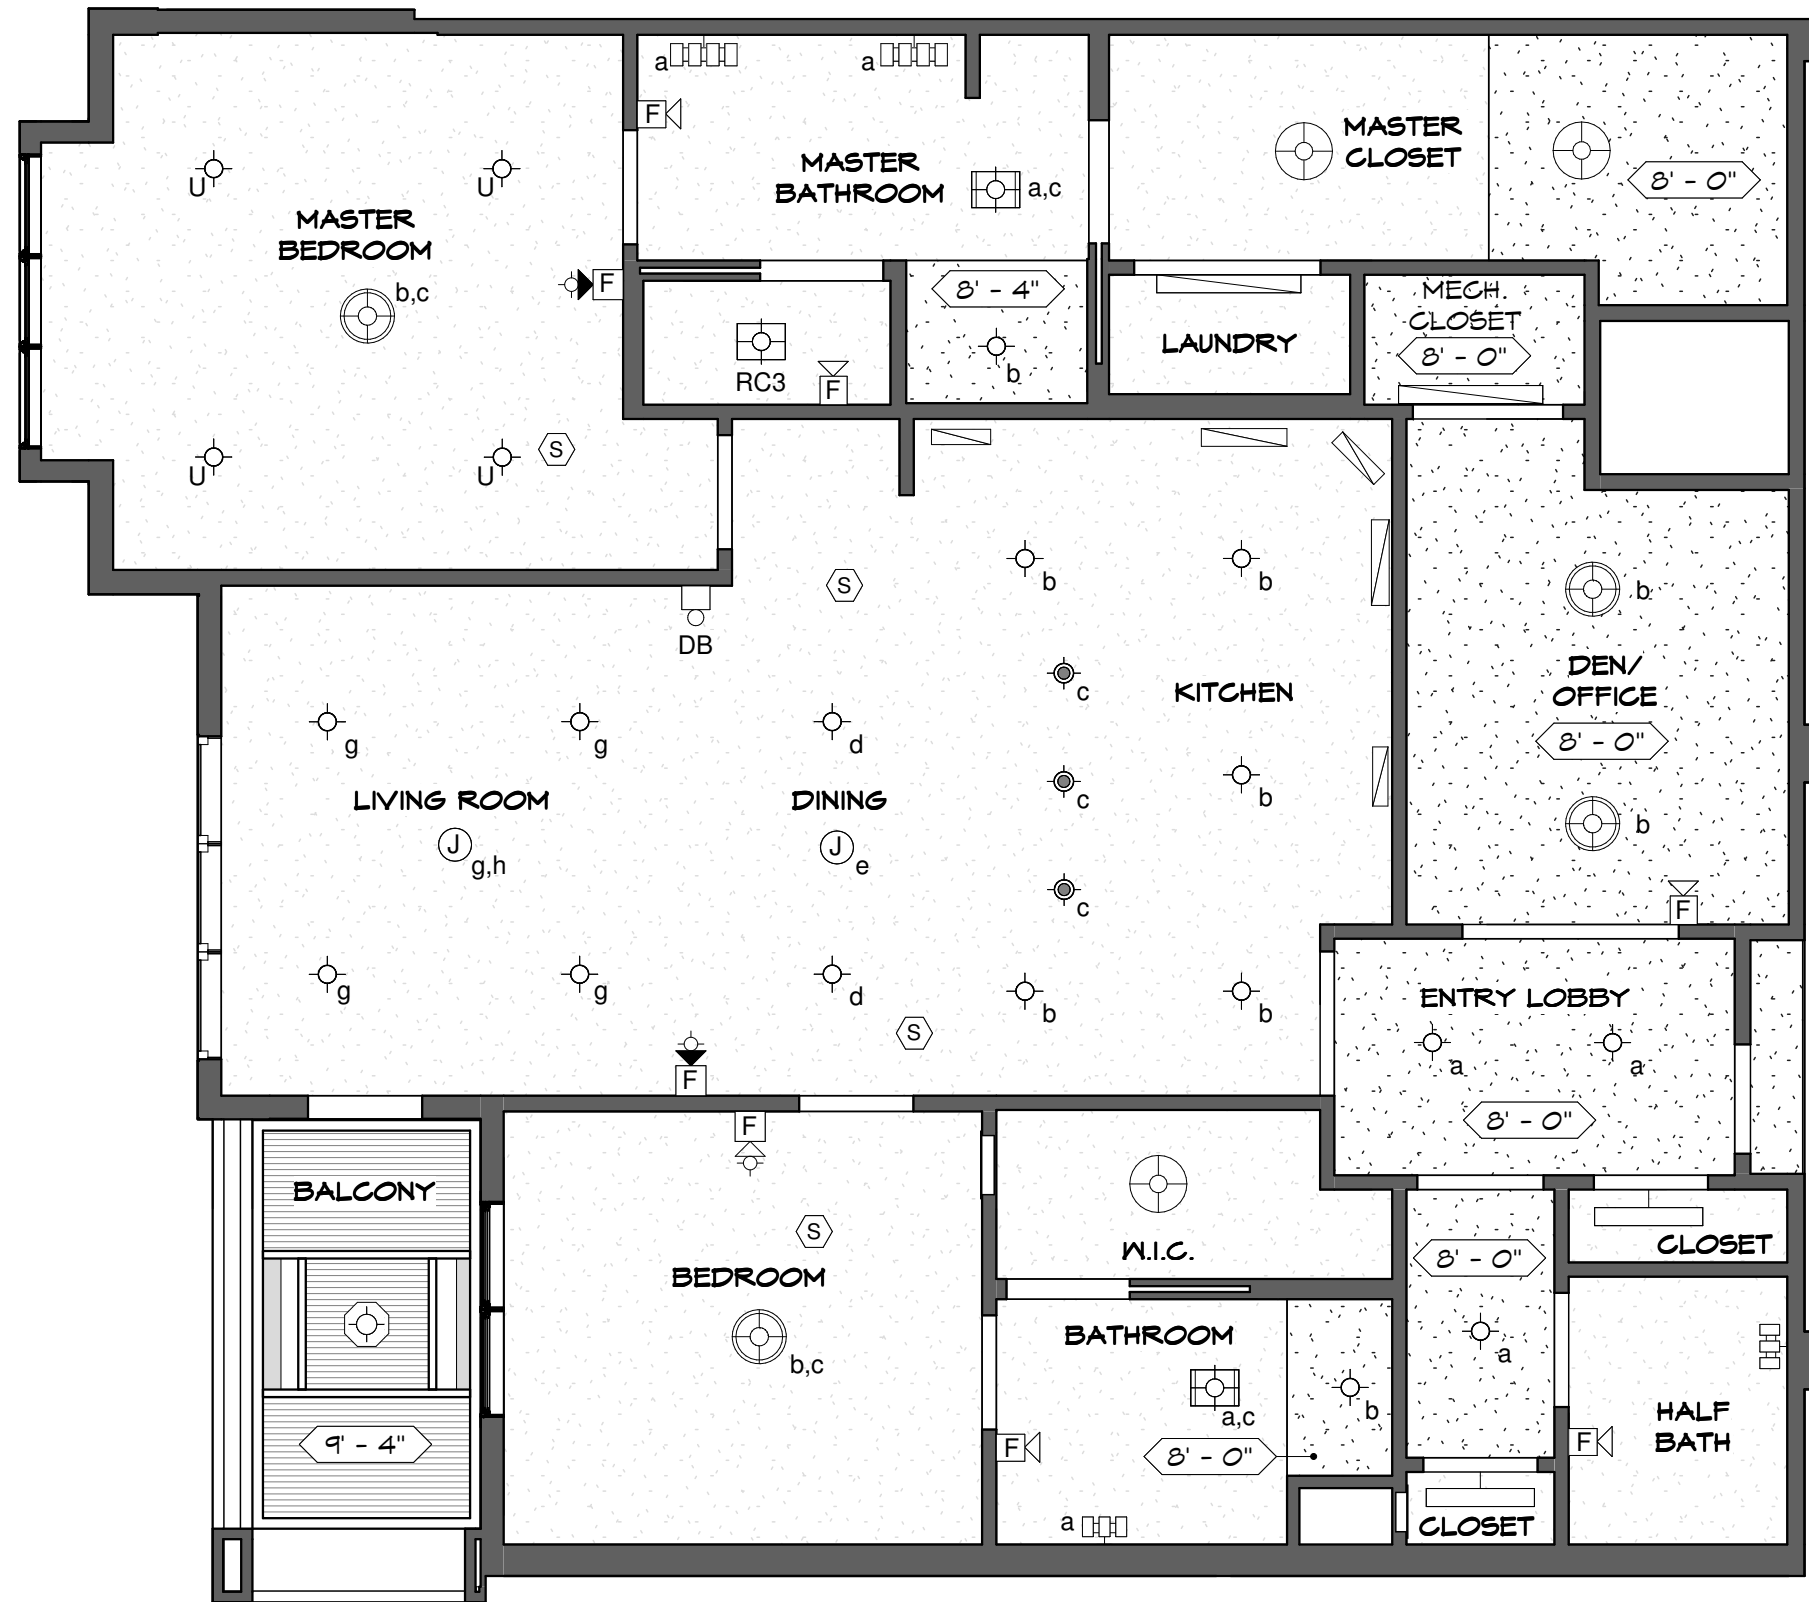 a
a
F
MASTER
CLOSET
MASTER
BATHROOM
a,c
8' - 0"
U
U
MASTER
BEDROOM
F
b,c
8' - 4"
MECH.
CLOSET
8' - 0"
LAUNDRY
RC3
F
b
S
U
U
S
b
b
b
DB
DEN/
OFFICE
c
KITCHEN
g
g
d
8' - 0"
LIVING ROOM
DINING
c
b
J
g,h
J
e
b
c
F
g
g
d
b
b
ENTRY LOBBY
S
a
a
F
F
8' - 0"
BALCONY
S
W.I.C.
8' - 0"
CLOSET
BEDROOM
BATHROOM
b,c
a
a,c
b
HALF
BATH
9' - 4"
F
8' - 0"
F
a
CLOSET